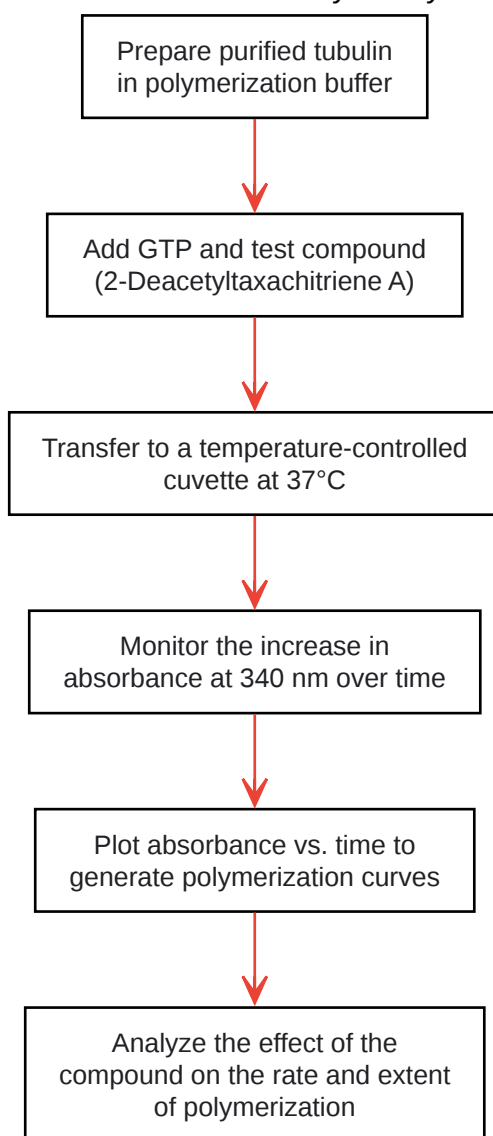 Prepare purified tubulin
in polymerization buffer
Add GTP and test compound
(2-Deacetyltaxachitriene A)
Transfer to a temperature-controlled
cuvette at 37°C
Monitor the increase in
absorbance at 340 nm over time
Plot absorbance vs. time to
generate polymerization curves
Analyze the effect of the
compound on the rate and extent
of polymerization